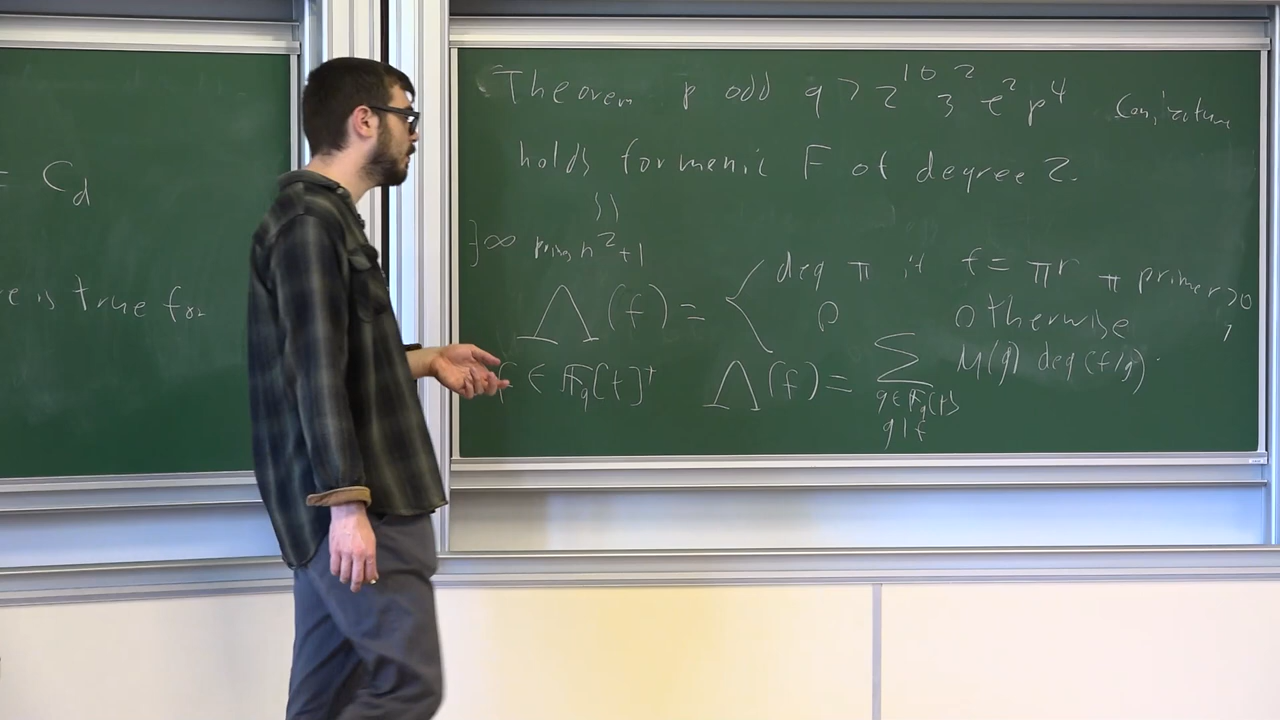 = C_d
e is true for
Theorem p odd q > 2^10 3^2 e^2 p^4 Conjecture
holds for monic F of degree 2.
∃∞ prim n^2+1
Λ(f) = { deg π if f = π^r π prime, r>0
0 otherwise
f ∈ F_q[t]^+ Λ(f) = Σ_{g ∈ F_q[t] g|f} M(g) deg(f/g)